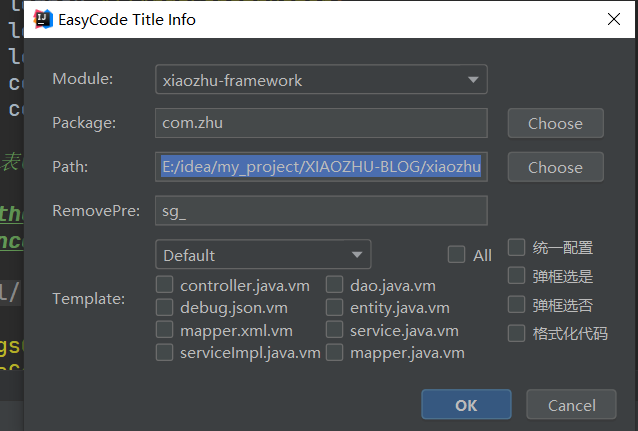 EasyCode Title Info
Module:
xiaozhu-framework
Package:
com.zhu
Choose
Path:
E:/idea/my_project/XIAOZHU-BLOG/xiaozhu
Choose
RemovePre:
sg_
Default
All
统一配置
弹框选是
弹框选否
格式化代码
Template:
controller.java.vm
dao.java.vm
debug.json.vm
entity.java.vm
mapper.xml.vm
service.java.vm
serviceImpl.java.vm
mapper.java.vm
OK
Cancel